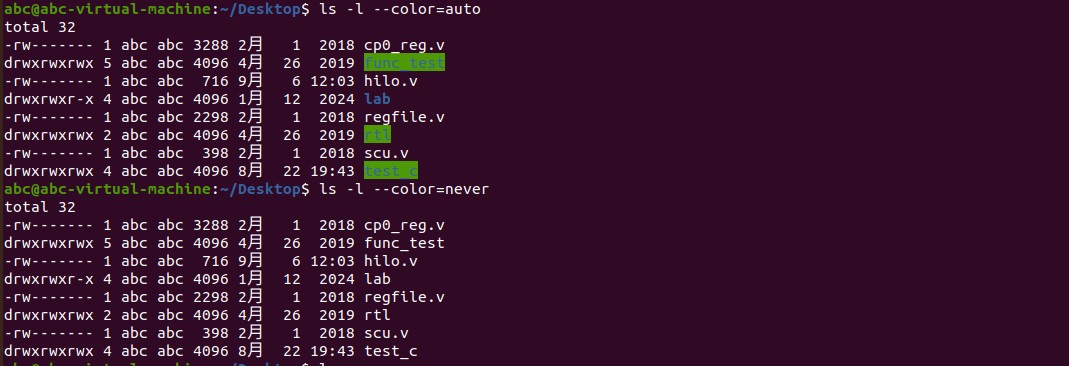 abc@abc-virtual-machine:~/Desktop$ ls -l --color=auto
total 32
-rw------- 1 abc abc 3288 2月   1  2018 cp0_reg.v
drwxrwxrwx 5 abc abc 4096 4月  26  2019 func_test
-rw------- 1 abc abc  716 9月   6 12:03 hilo.v
drwxrwxr-x 4 abc abc 4096 1月  12  2024 lab
-rw------- 1 abc abc 2298 2月   1  2018 regfile.v
drwxrwxrwx 2 abc abc 4096 4月  26  2019 rtl
-rw------- 1 abc abc  398 2月   1  2018 scu.v
drwxrwxrwx 4 abc abc 4096 8月  22 19:43 test_c
abc@abc-virtual-machine:~/Desktop$ ls -l --color=never
total 32
-rw------- 1 abc abc 3288 2月   1  2018 cp0_reg.v
drwxrwxrwx 5 abc abc 4096 4月  26  2019 func_test
-rw------- 1 abc abc  716 9月   6 12:03 hilo.v
drwxrwxr-x 4 abc abc 4096 1月  12  2024 lab
-rw------- 1 abc abc 2298 2月   1  2018 regfile.v
drwxrwxrwx 2 abc abc 4096 4月  26  2019 rtl
-rw------- 1 abc abc  398 2月   1  2018 scu.v
drwxrwxrwx 4 abc abc 4096 8月  22 19:43 test_c